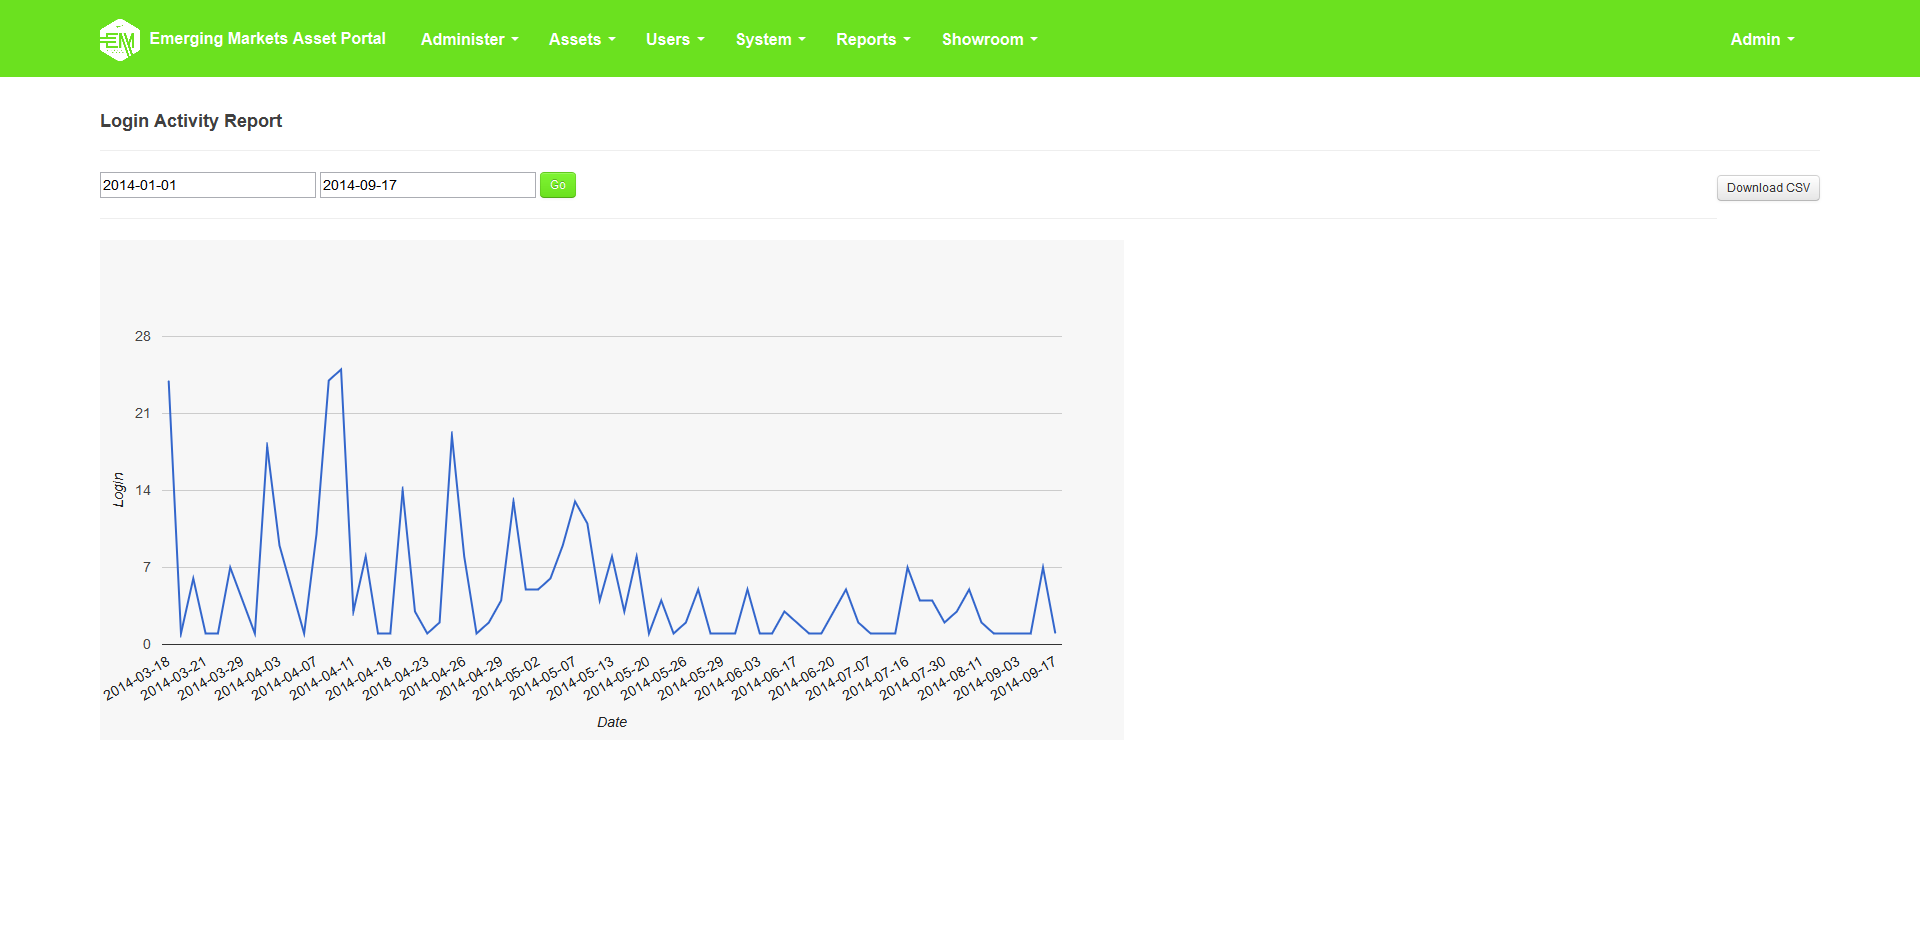 EM Emerging Markets Asset Portal Administer Assets Users System Reports Showroom Admin
Login Activity Report
2014-01-01 2014-09-17 Go Download CSV
28
21
14
7
0
Login
2014-03-18 2014-03-21 2014-03-29 2014-04-03 2014-04-07 2014-04-11 2014-04-18 2014-04-23 2014-04-26 2014-04-29 2014-05-02 2014-05-07 2014-05-13 2014-05-20 2014-05-26 2014-05-29 2014-06-03 2014-06-17 2014-06-20 2014-07-07 2014-07-16 2014-07-30 2014-08-11 2014-09-03 2014-09-17
Date